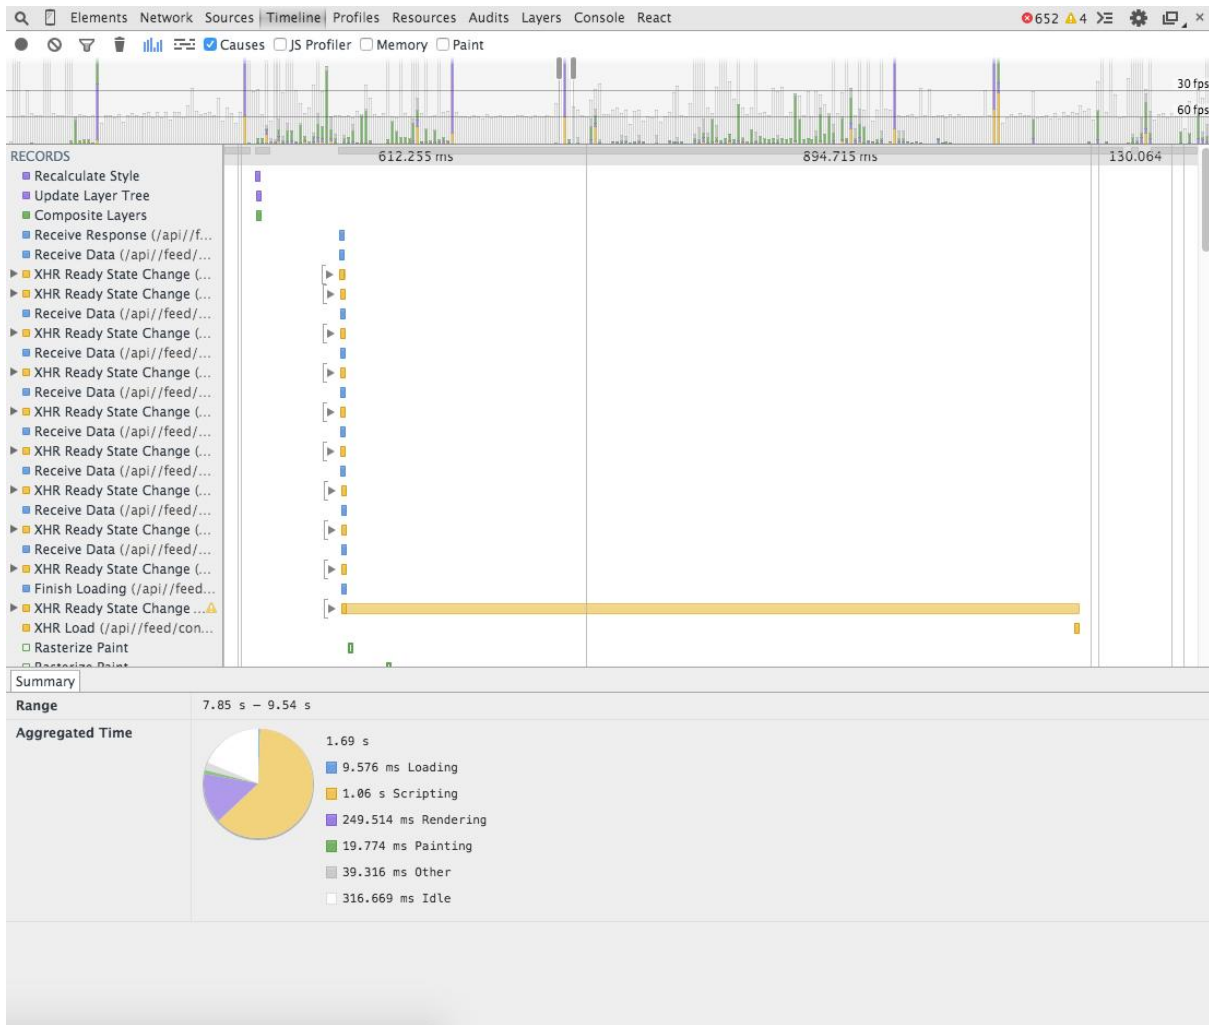 Elements Network Sources Timeline Profiles Resources Audits Layers Console React 652 4
Causes JS Profiler Memory Paint
30 fps
60 fps
RECORDS 612.255 ms 894.715 ms 130.064
Recalculate Style
Update Layer Tree
Composite Layers
Receive Response (/api//f...
Receive Data (/api//feed/...
XHR Ready State Change (...
XHR Ready State Change (...
Receive Data (/api//feed/...
XHR Ready State Change (...
Receive Data (/api//feed/...
XHR Ready State Change (...
Receive Data (/api//feed/...
XHR Ready State Change (...
Receive Data (/api//feed/...
XHR Ready State Change (...
Receive Data (/api//feed/...
XHR Ready State Change (...
Receive Data (/api//feed/...
XHR Ready State Change (...
Receive Data (/api//feed/...
XHR Ready State Change (...
Finish Loading (/api//feed...
XHR Ready State Change ...
XHR Load (/api//feed/con...
Rasterize Paint
Rasterize Paint
Summary
Range 7.85 s – 9.54 s
Aggregated Time
1.69 s
9.576 ms Loading
1.06 s Scripting
249.514 ms Rendering
19.774 ms Painting
39.316 ms Other
316.669 ms Idle